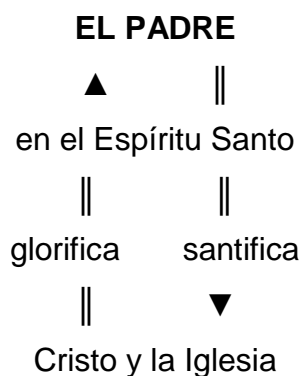 EL PADRE
▲ ║
en el Espíritu Santo
║ ║
glorifica santifica
║ ▼
Cristo y la Iglesia